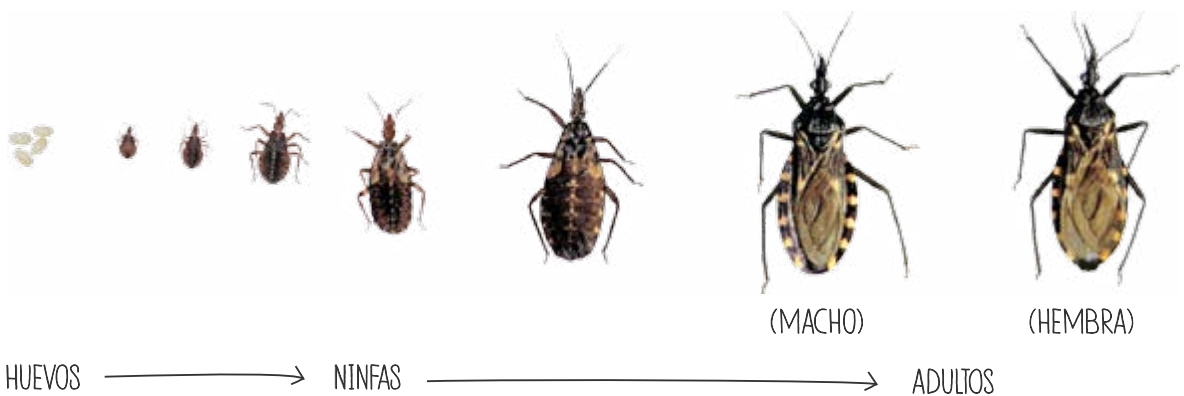 (MACHO)
(HEMBRA)
HUEVOS
NINFAS
ADULTOS